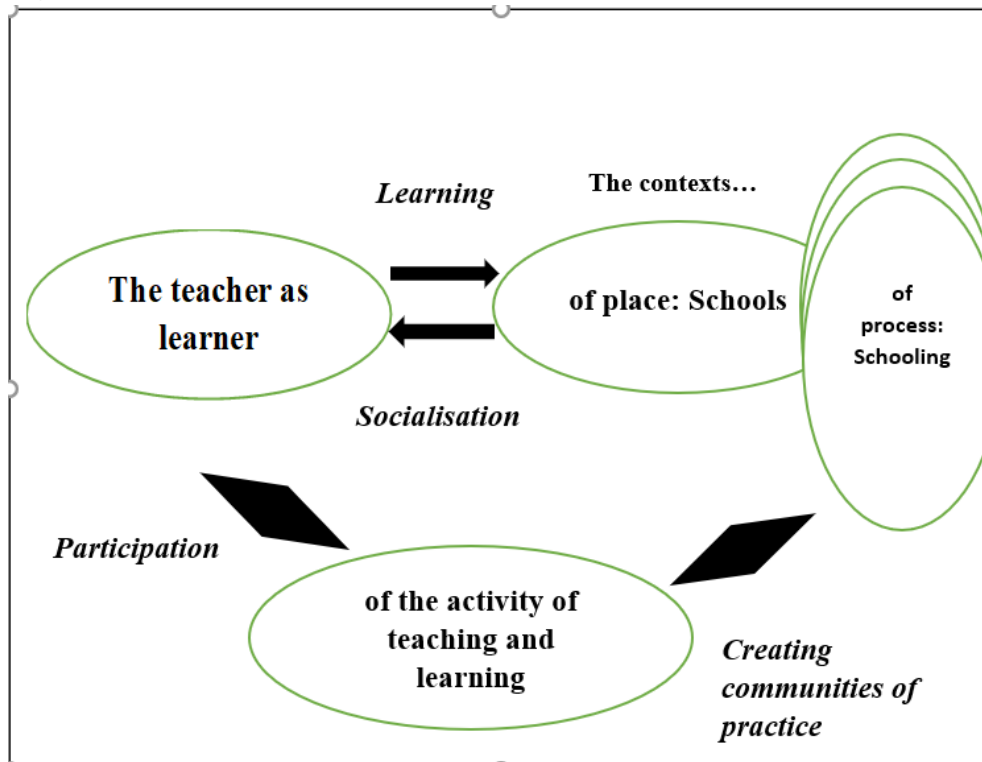 Learning
The contexts…
The teacher as
learner
of place: Schools
of
process:
Schooling
Socialisation
Participation
of the activity of
teaching and
learning
Creating
communities of
practice